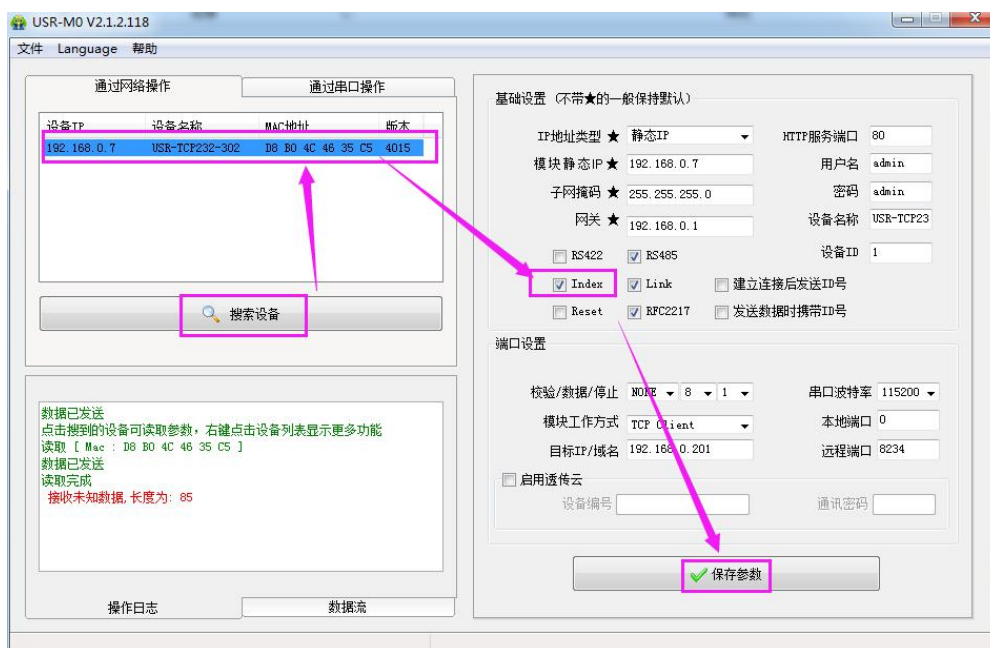 USR-M0 V2.1.2.118
文件 Language 帮助
通过网络操作 通过串口操作
设备IP 设备名称 MAC地址 版本
192.168.0.7 USR-TCP232-302 D8 B0 4C 46 35 C5 4015
搜索设备
数据已发送
点击搜到的设备可读取参数，右键点击设备列表显示更多功能
读取 [ Mac : D8 B0 4C 46 35 C5 ]
数据已发送
读取完成
接收未知数据,长度为: 85
操作日志 数据流
基础设置 (不带★的一般保持默认)
IP地址类型 ★ 静态IP HTTP服务端口 80
模块静态IP★ 192.168.0.7 用户名 admin
子网掩码 ★ 255.255.255.0 密码 admin
网关 ★ 192.168.0.1 设备名称 USR-TCP23
RS422 RS485 设备ID 1
Index Link 建立连接后发送ID号
Reset RFC2217 发送数据时携带ID号
端口设置
校验/数据/停止 NONE 8 1 串口波特率 115200
模块工作方式 TCP Client 本地端口 0
目标IP/域名 192.168.0.201 远程端口 8234
启用透传云
设备编号 通讯密码
保存参数